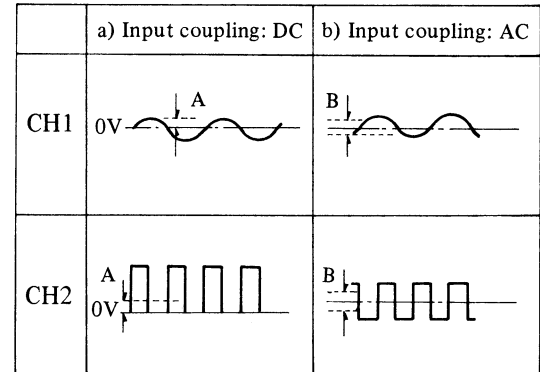 a) Input coupling: DC
b) Input coupling: AC
CH1
A
0V
B
CH2
A
0V
B